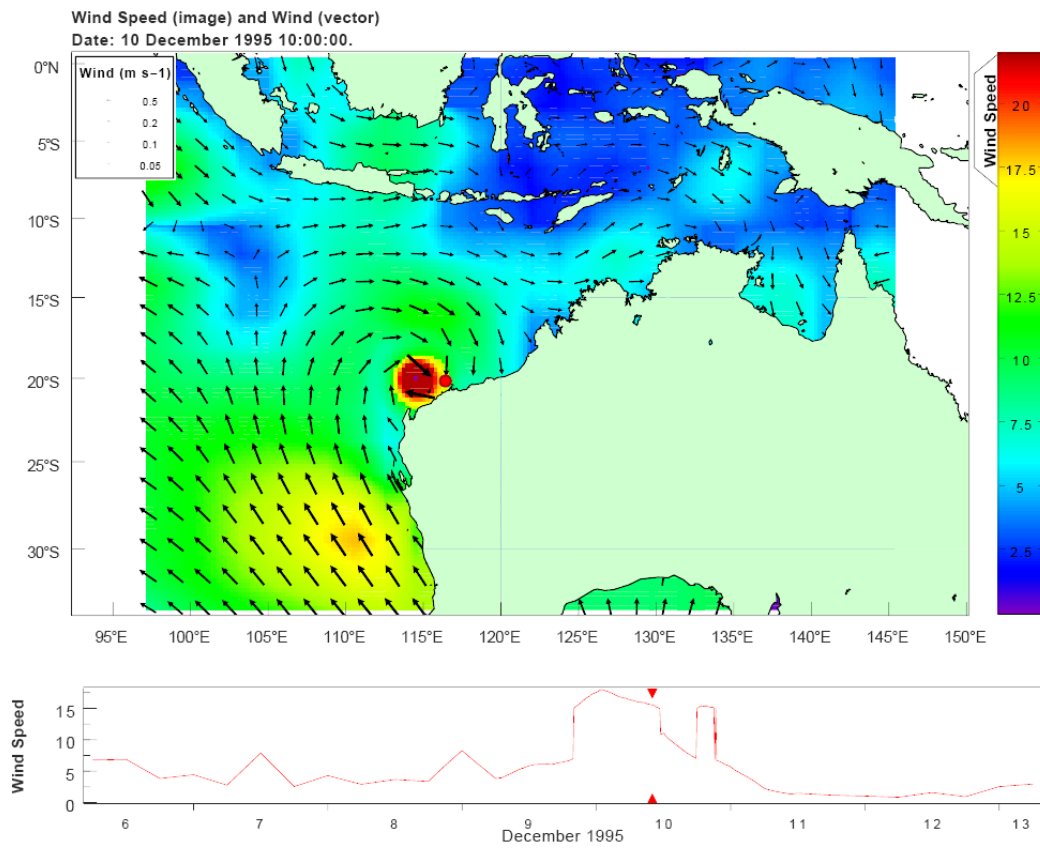 Wind Speed (image) and Wind (vector)
Date: 10 December 1995 10:00:00.
Wind (m s−1)
0.5
0.2
0.1
0.05
0°N
5°S
10°S
15°S
20°S
25°S
30°S
95°E 100°E 105°E 110°E 115°E 120°E 125°E 130°E 135°E 140°E 145°E 150°E
Wind Speed
20
17.5
15
12.5
10
7.5
5
2.5
Wind Speed
15
10
5
0
6 7 8 9 10 11 12 13
December 1995